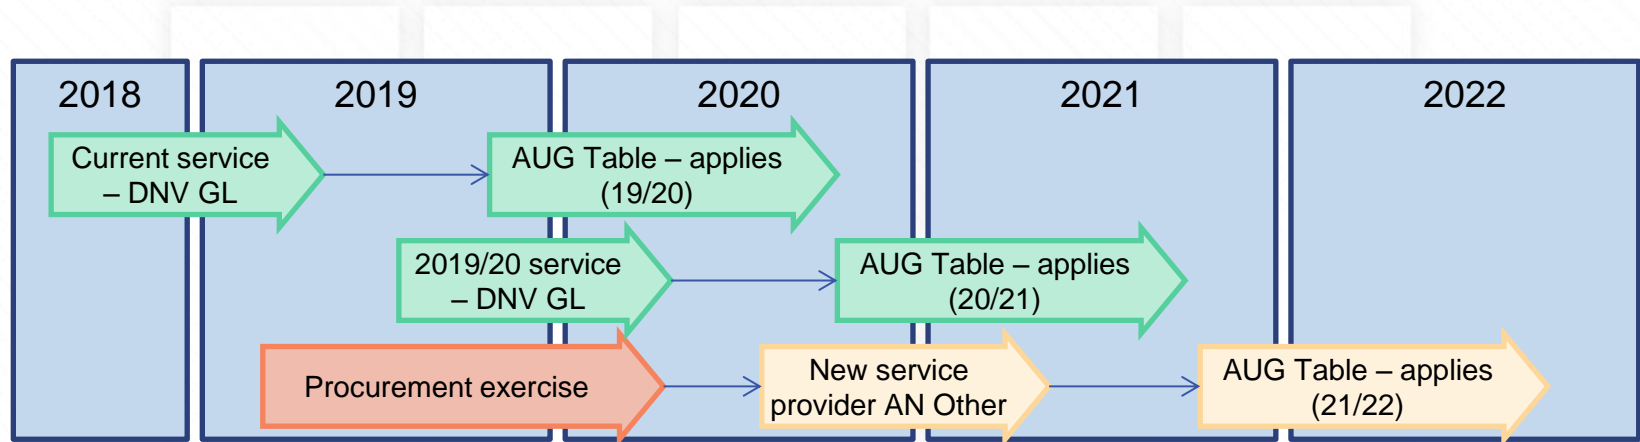 2018
2019
2020
2021
2022
Current service
– DNV GL
AUG Table – applies
(19/20)
2019/20 service
– DNV GL
AUG Table – applies
(20/21)
Procurement exercise
New service
provider AN Other
AUG Table – applies
(21/22)